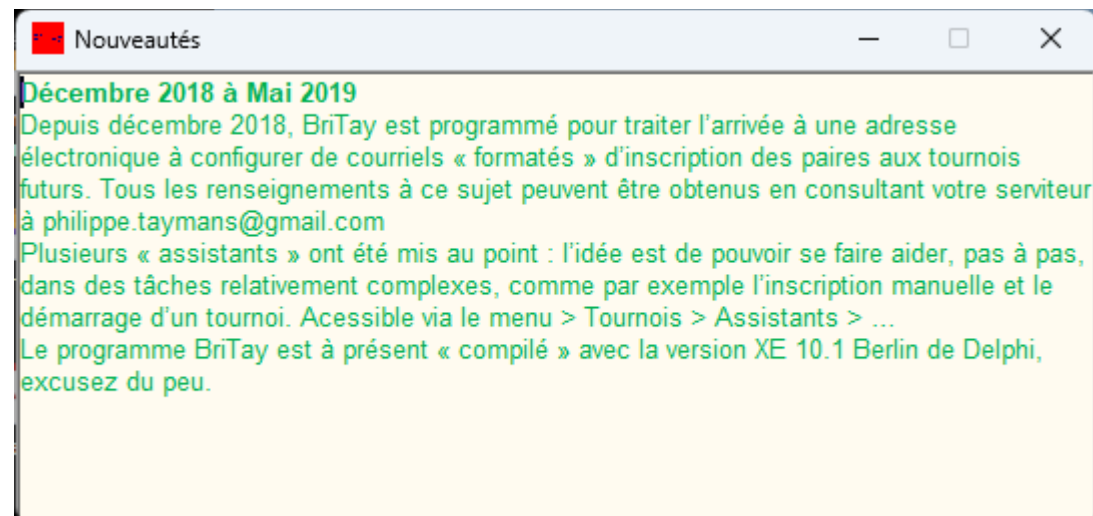 Nouveautés
Décembre 2018 à Mai 2019
Depuis décembre 2018, BriTay est programmé pour traiter l’arrivée à une adresse
électronique à configurer de courriels « formatés » d’inscription des paires aux tournois
futurs. Tous les renseignements à ce sujet peuvent être obtenus en consultant votre serviteur
à philippe.taymans@gmail.com
Plusieurs « assistants » ont été mis au point : l’idée est de pouvoir se faire aider, pas à pas,
dans des tâches relativement complexes, comme par exemple l’inscription manuelle et le
démarrage d’un tournoi. Acessible via le menu > Tournois > Assistants > ...
Le programme BriTay est à présent « compilé » avec la version XE 10.1 Berlin de Delphi,
excusez du peu.